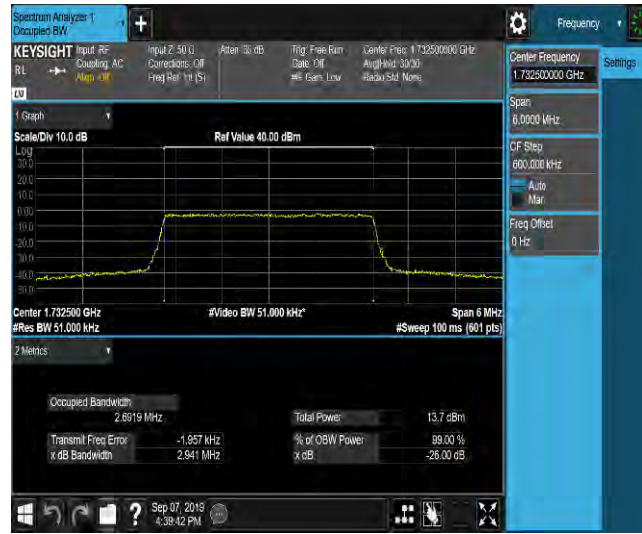 Spectrum Analyzer 1
Occupied BW
Frequency
KEYSIGHT
RL
Input: RF
Coupling: AC
Align: Off
Input Z: 50 Ω
Corrections: Off
Freq Ref: Int (S)
Trig: Free Run
Gate: Off
#IF Gain: Low
Center Freq: 1.732500000 GHz
Avg|Hold: 30/30
Radio Std: None
1 Graph
Scale/Div 10.0 dB
Ref Value 40.00 dBm
Log
30.0
20.0
10.0
0.00
-10.0
-20.0
-30.0
-40.0
-50.0
Center 1.732500 GHz
#Video BW 51.000 kHz*
Span 6 MHz
#Res BW 51.000 kHz
#Sweep 100 ms (601 pts)
2 Metrics
Occupied Bandwidth
2.6919 MHz
Total Power
13.7 dBm
Transmit Freq Error
-1.957 kHz
% of OBW Power
99.00 %
x dB Bandwidth
2.941 MHz
x dB
-26.00 dB
Sep 07, 2019
4:39:42 PM
Center Frequency
1.732500000 GHz
Settings
Span
6.0000 MHz
CF Step
600.000 kHz
Auto
Man
Freq Offset
0 Hz